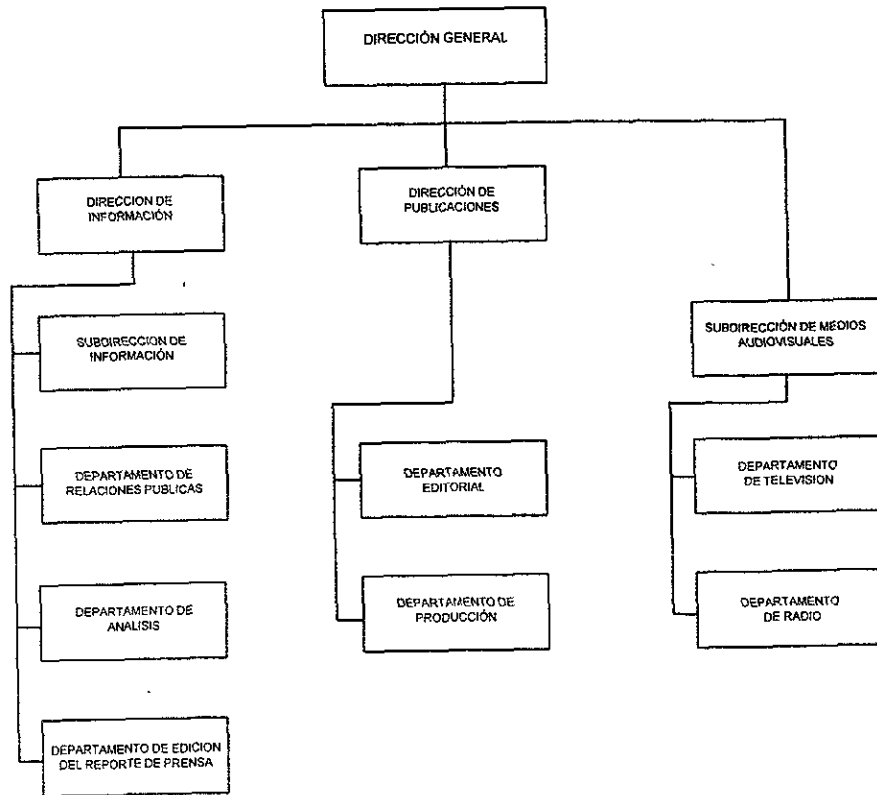 DIRECCIÓN GENERAL
DIRECCION DE
INFORMACIÓN
DIRECCIÓN DE
PUBLICACIONES
SUBDIRECCION DE
INFORMACIÓN
SUBDIRECCIÓN DE MEDIOS
AUDIOVISUALES
DEPARTAMENTO DE
RELACIONES PUBLICAS
DEPARTAMENTO
EDITORIAL
DEPARTAMENTO
DE TELEVISION
DEPARTAMENTO DE
ANALISIS
DEPARTAMENTO DE
PRODUCCIÓN
DEPARTAMENTO
DE RADIO
DEPARTAMENTO DE EDICION
DEL REPORTE DE PRENSA